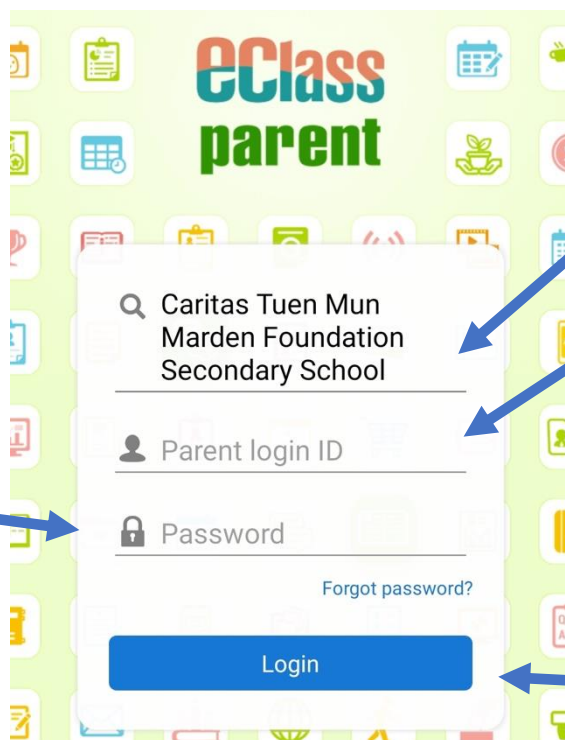 eClass
parent
Caritas Tuen Mun
Marden Foundation
Secondary School
Parent login ID
Password
Forgot password?
Login